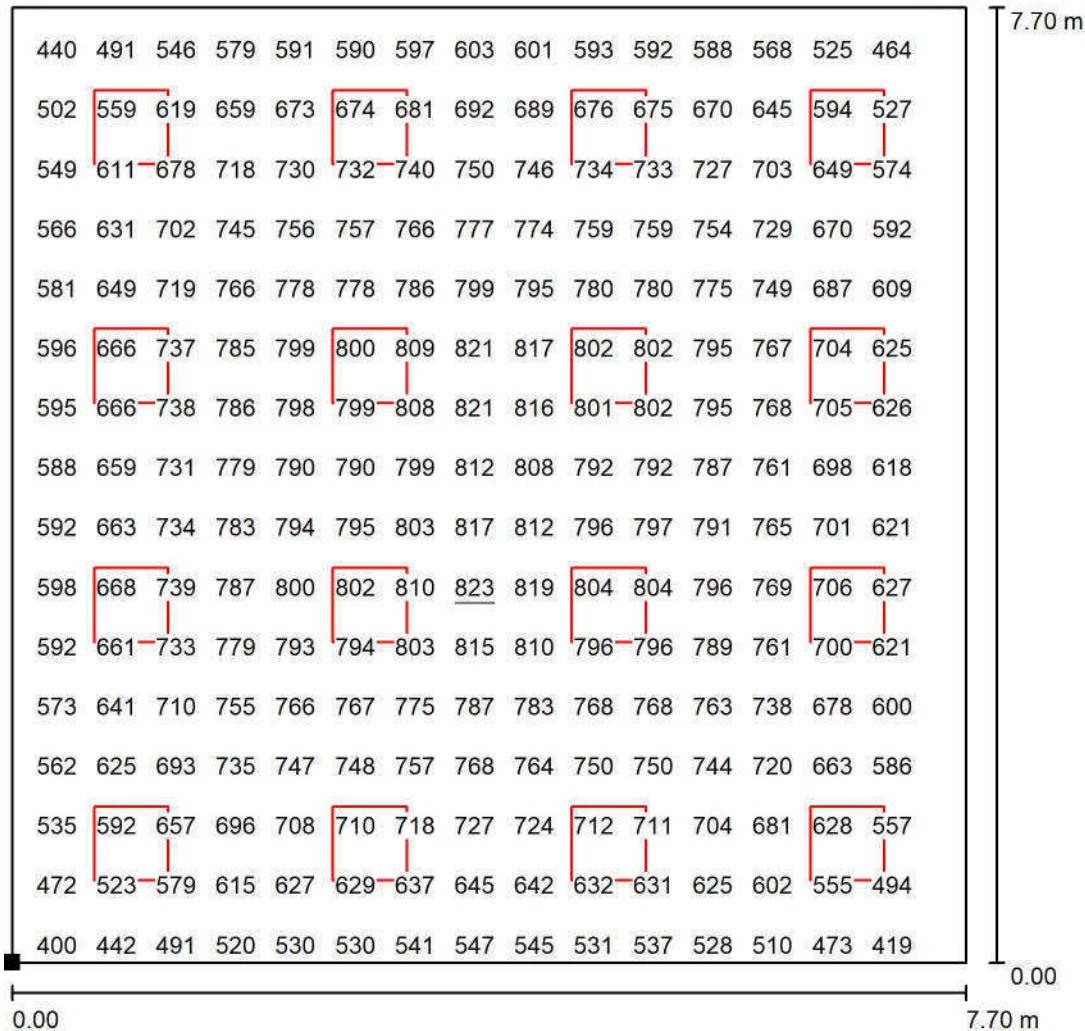 7.70 m
440 491 546 579 591 590 597 603 601 593 592 588 568 525 464
502 559 619 659 673 674 681 692 689 676 675 670 645 594 527
549 611 678 718 730 732 740 750 746 734 733 727 703 649 574
566 631 702 745 756 757 766 777 774 759 759 754 729 670 592
581 649 719 766 778 778 786 799 795 780 780 775 749 687 609
596 666 737 785 799 800 809 821 817 802 802 795 767 704 625
595 666 738 786 798 799 808 821 816 801 802 795 768 705 626
588 659 731 779 790 790 799 812 808 792 792 787 761 698 618
592 663 734 783 794 795 803 817 812 796 797 791 765 701 621
598 668 739 787 800 802 810 823 819 804 804 796 769 706 627
592 661 733 779 793 794 803 815 810 796 796 789 761 700 621
573 641 710 755 766 767 775 787 783 768 768 763 738 678 600
562 625 693 735 747 748 757 768 764 750 750 744 720 663 586
535 592 657 696 708 710 718 727 724 712 711 704 681 628 557
472 523 579 615 627 629 637 645 642 632 631 625 602 555 494
400 442 491 520 530 530 541 547 545 531 537 528 510 473 419
0.00
0.00 7.70 m